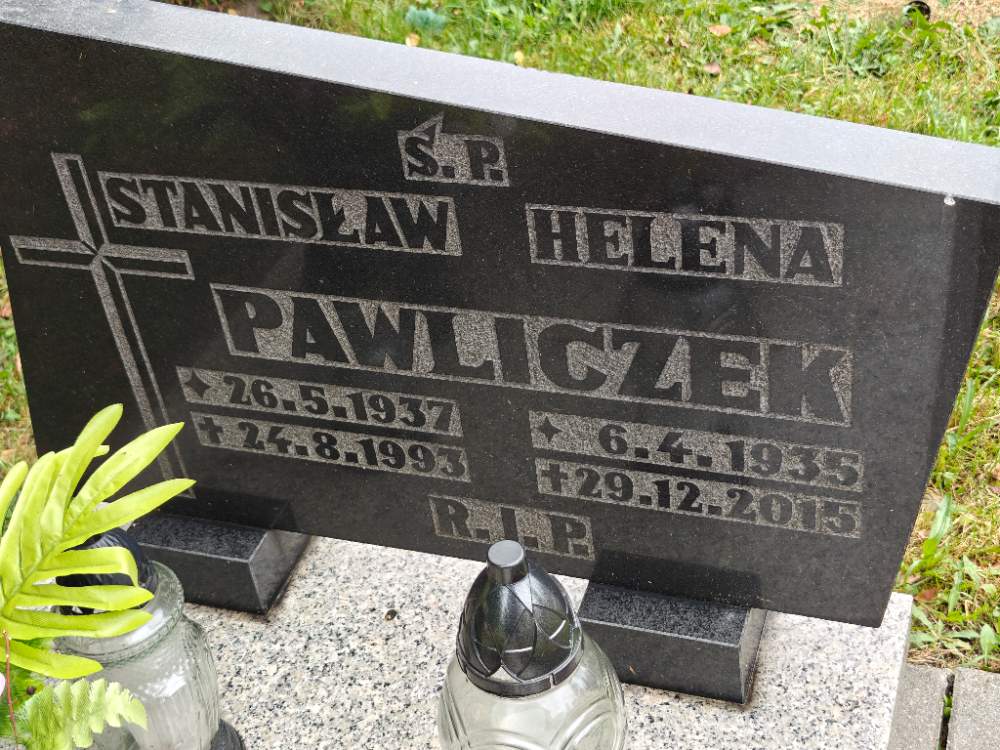 Ś.P.
STANISŁAW HELENA
PAWLICZEK
✦ 26.5.1937 ✦ 6.4.1935
✝ 24.8.1993 ✝ 29.12.2015
R.I.P.